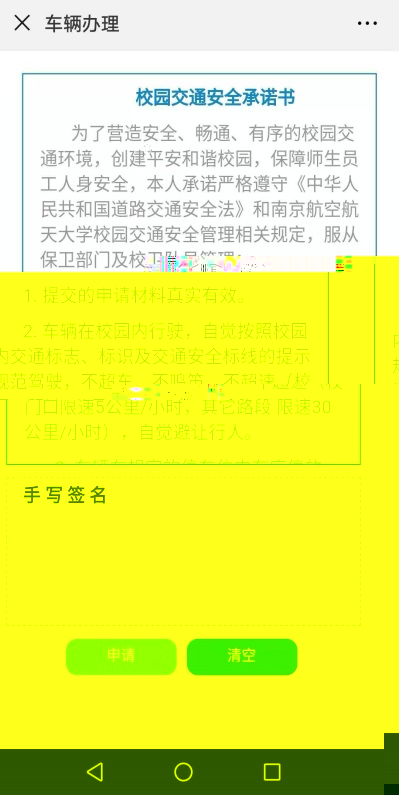 车辆办理
校园交通安全承诺书
为了营造安全、畅通、有序的校园交
通环境，创建平安和谐校园，保障师生员
工人身安全，本人承诺严格遵守《中华人
民共和国道路交通安全法》和南京航空航
天大学校园交通安全管理相关规定，服从
保卫部门及校卫队
1. 提交的申请材料真实有效。
2. 车辆在校园内行驶，自觉按照校园
内交通标志、标识及交通安全标线的提示
规范驾驶，不超车、不鸣笛、不超速（校
门口限速5公里/小时，其它路段 限速30
公里/小时），自觉避让行人。
手写签名
申请
清空